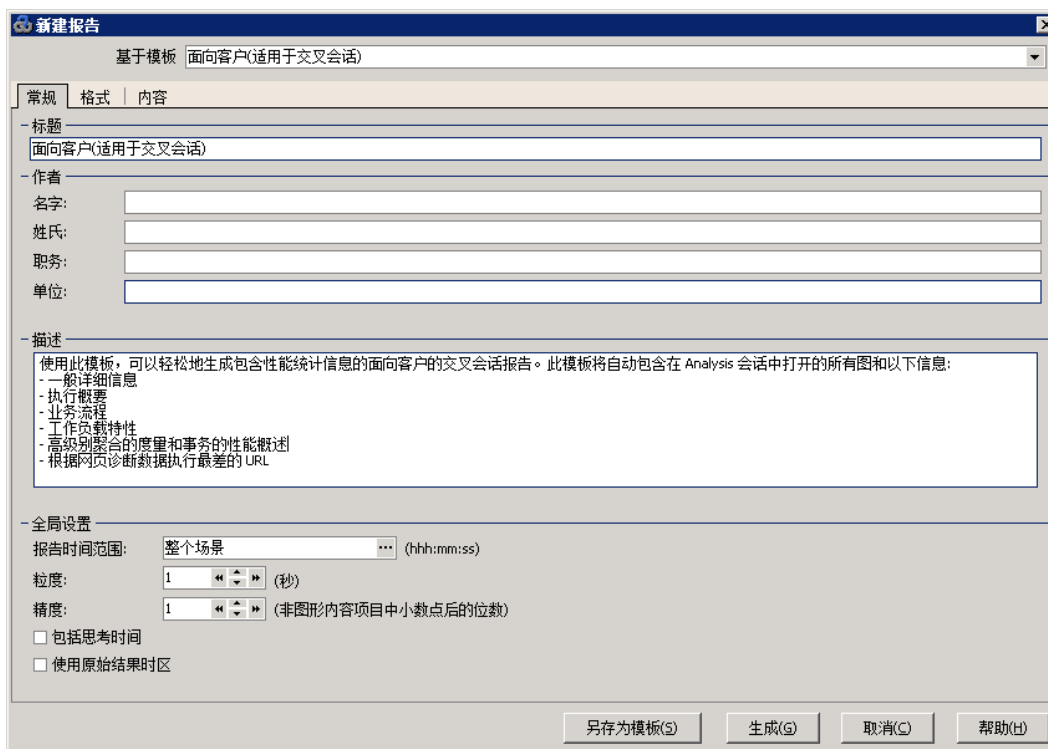 新建报告
基于模板 面向客户(适用于交叉会话)
常规 格式 内容
标题
面向客户(适用于交叉会话)
作者
名字:
姓氏:
职务:
单位:
描述
使用此模板，可以轻松地生成包含性能统计信息的面向客户的交叉会话报告。此模板将自动包含在 Analysis 会话中打开的所有图和以下信息:
- 一般详细信息
- 执行概要
- 业务流程
- 工作负载特性
- 高级别聚合的度量和事务的性能概述
- 根据网页诊断数据执行最差的 URL
全局设置
报告时间范围: 整个场景 ... (hhh:mm:ss)
粒度: 1 (秒)
精度: 1 (非图形内容项目中小数点后的位数)
包括思考时间
使用原始结果时区
另存为模板(S) 生成(G) 取消(C) 帮助(H)